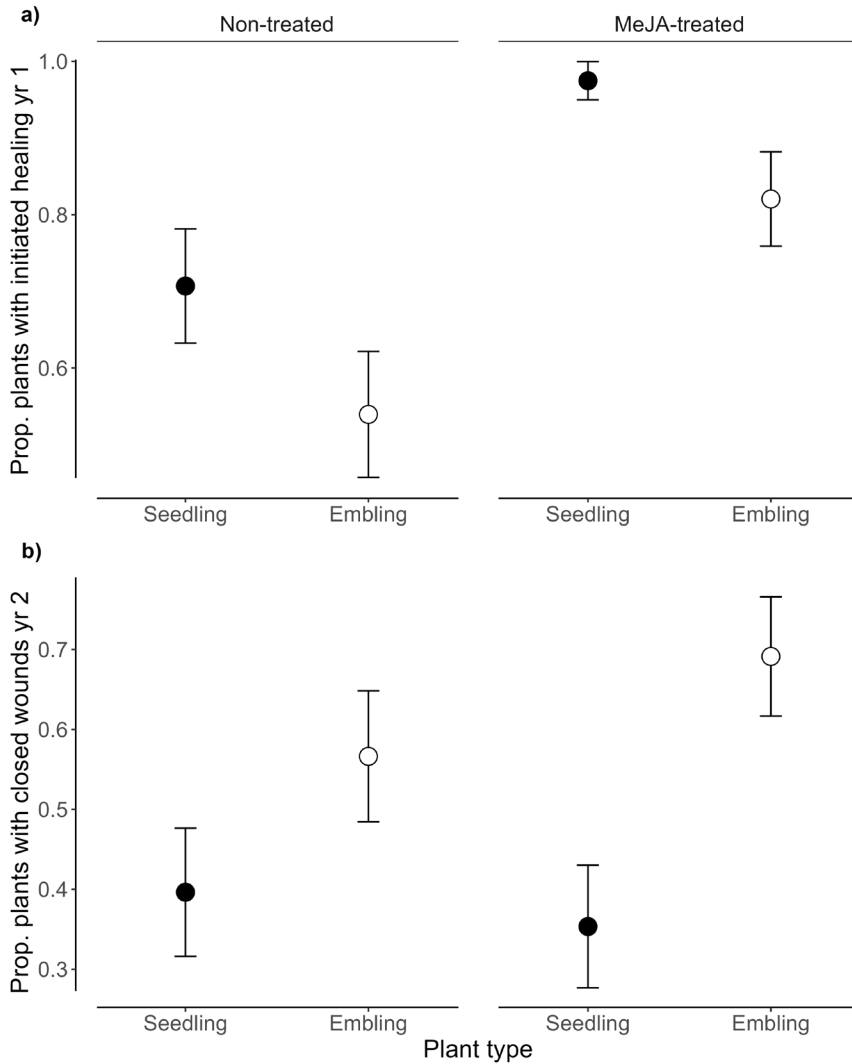 a)
Non-treated MeJA-treated
Prop. plants with initiated healing yr 1
1.0
0.8
0.6
Seedling Embling Seedling Embling
b)
Prop. plants with closed wounds yr 2
0.7
0.6
0.5
0.4
0.3
Seedling Embling Seedling Embling
Plant type